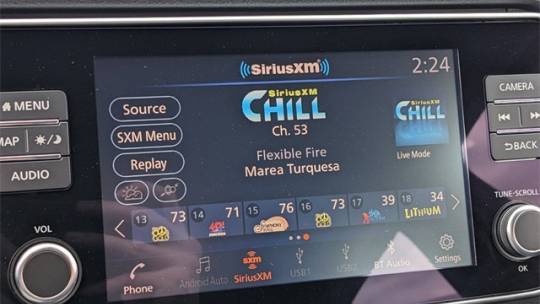 SiriusXM
2:24
MENU
MAP
AUDIO
VOL
Source
SXM Menu
Replay
SiriusXM
CHILL
Ch. 53
Flexible Fire
Marea Turquesa
SiriusXM
CHILL
Live Mode
CAMERA
BACK
TUNE-SCROLL
OK
13 73
14 71
15 76
16 73
17 39
18 34
LITHIUM
Phone
Android Auto
sxm
SiriusXM
USB1
USB2
BT Audio
Settings